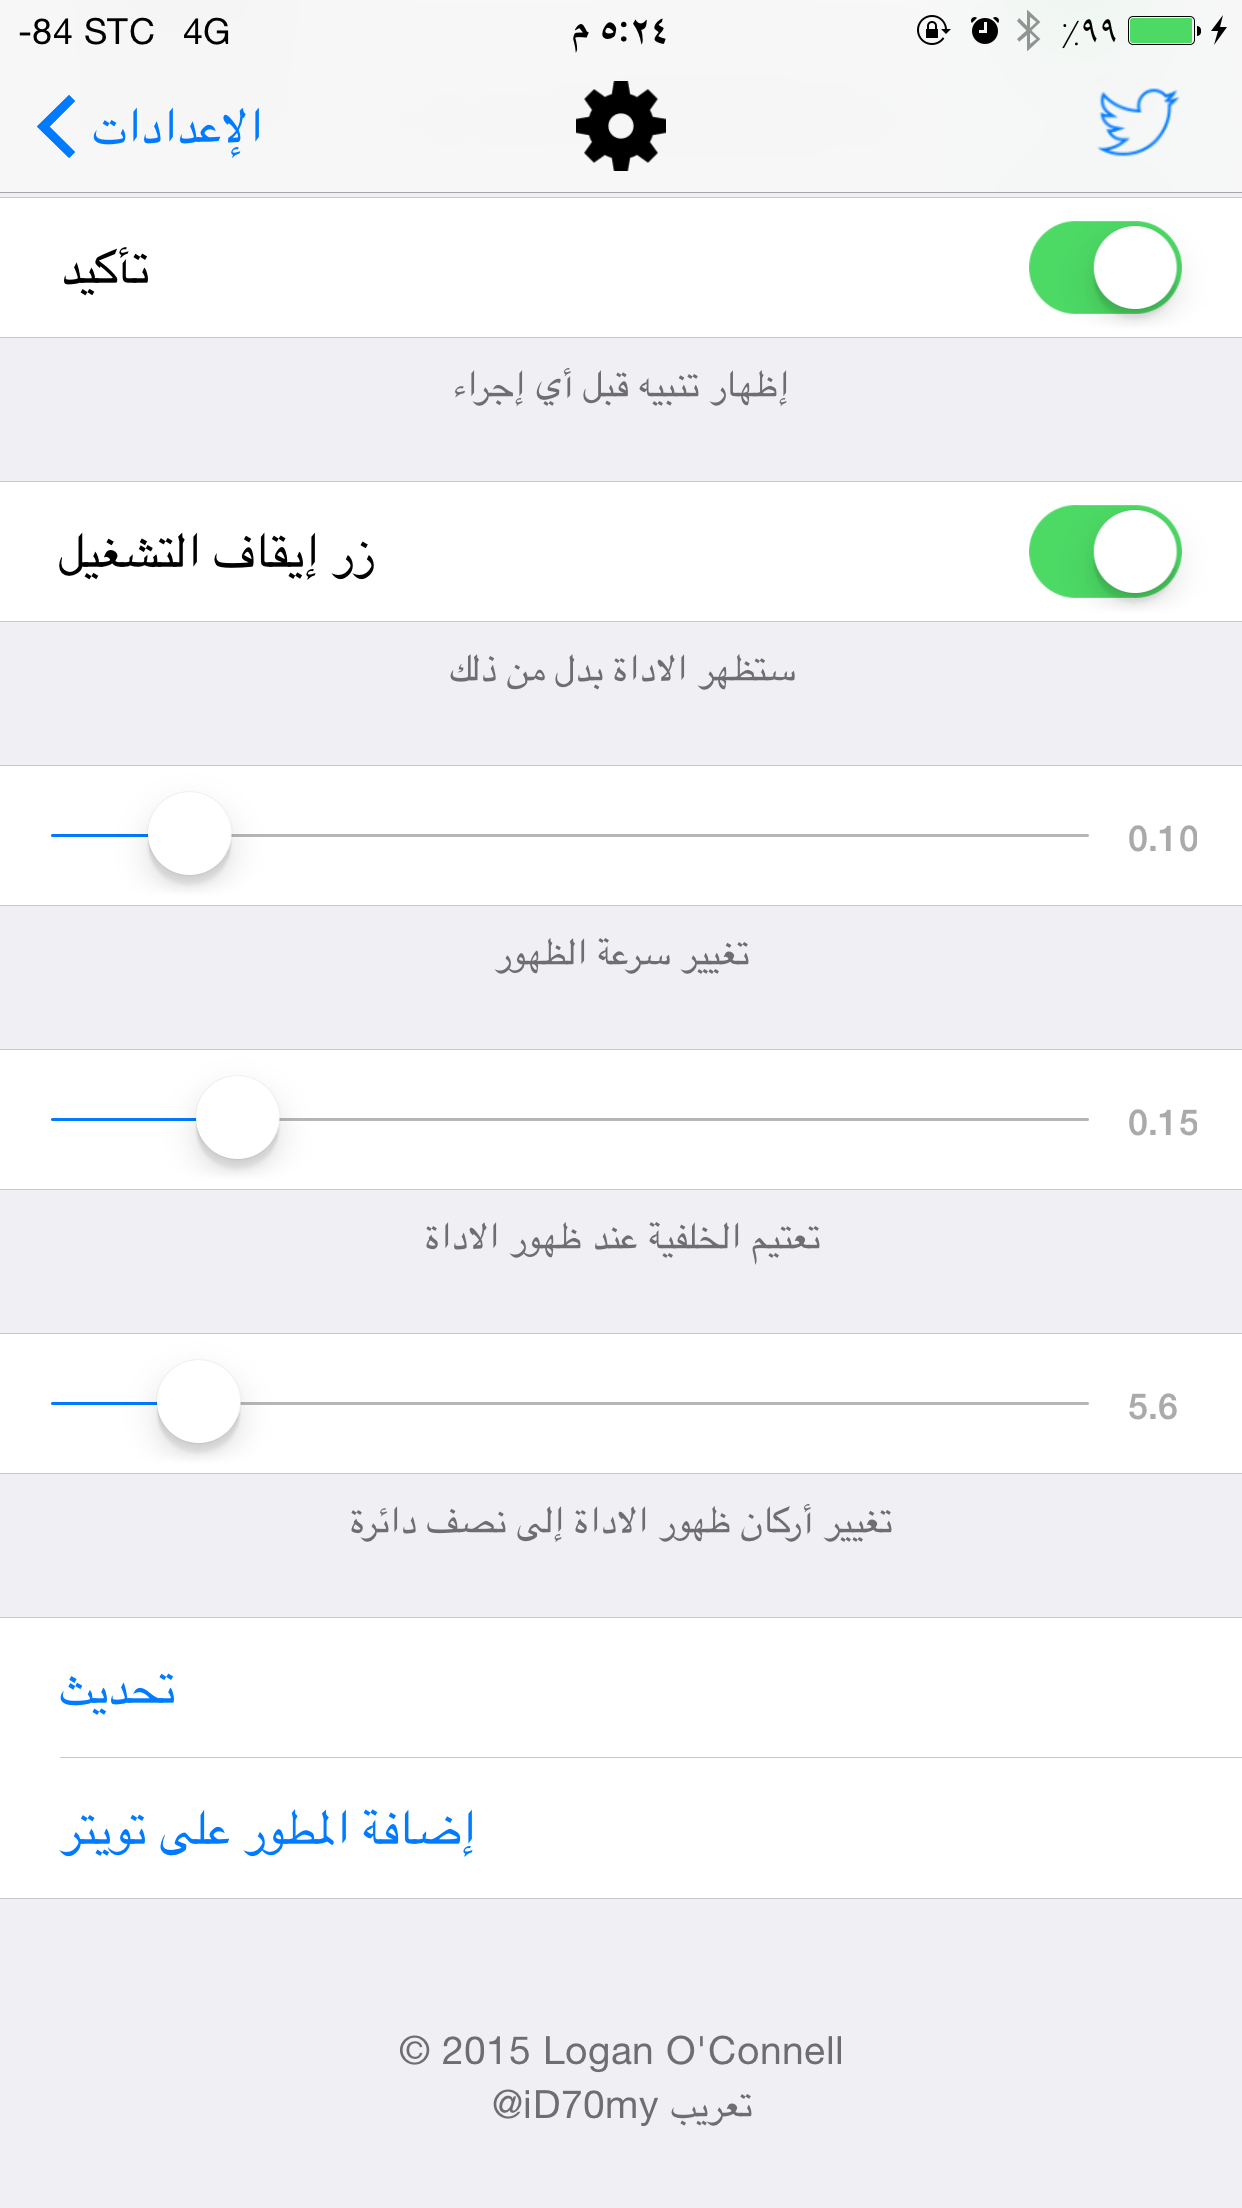 -84 STC 4G
٥:٢٤ م
٪٩٩
الإعدادات
تأكيد
إظهار تنبيه قبل أي إجراء
زر إيقاف التشغيل
ستظهر الاداة بدل من ذلك
0.10
تغيير سرعة الظهور
0.15
تعتيم الخلفية عند ظهور الاداة
5.6
تغيير أركان ظهور الاداة إلى نصف دائرة
تحديث
إضافة المطور على تويتر
© 2015 Logan O'Connell
@iD70my تعريب